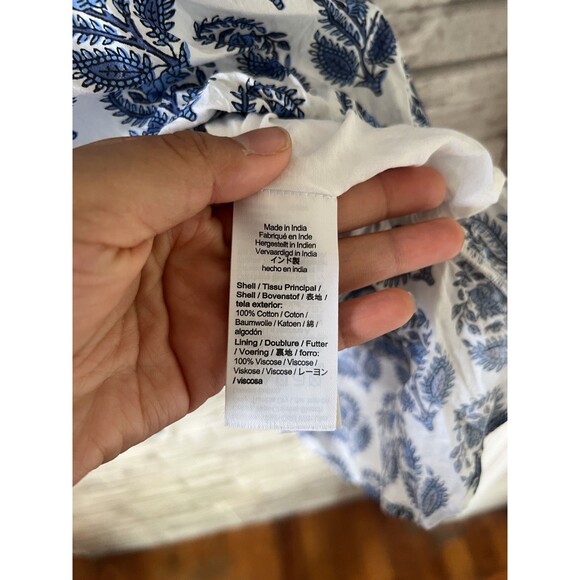 Made in India
Fabriqué en Inde
Hergestellt in Indien
Vervaardigd in India
インド製
hecho en india
Shell / Tissu Principal /
Shell / Bovenstof / 表地 /
tela exterior:
100% Cotton / Coton /
Baumwolle / Katoen / 綿 /
algodón
Lining / Doublure / Futter
/ Voering / 裏地 / forro:
100% Viscose / Viscose /
Viskose / Viscose / レーヨン
/ viscosa